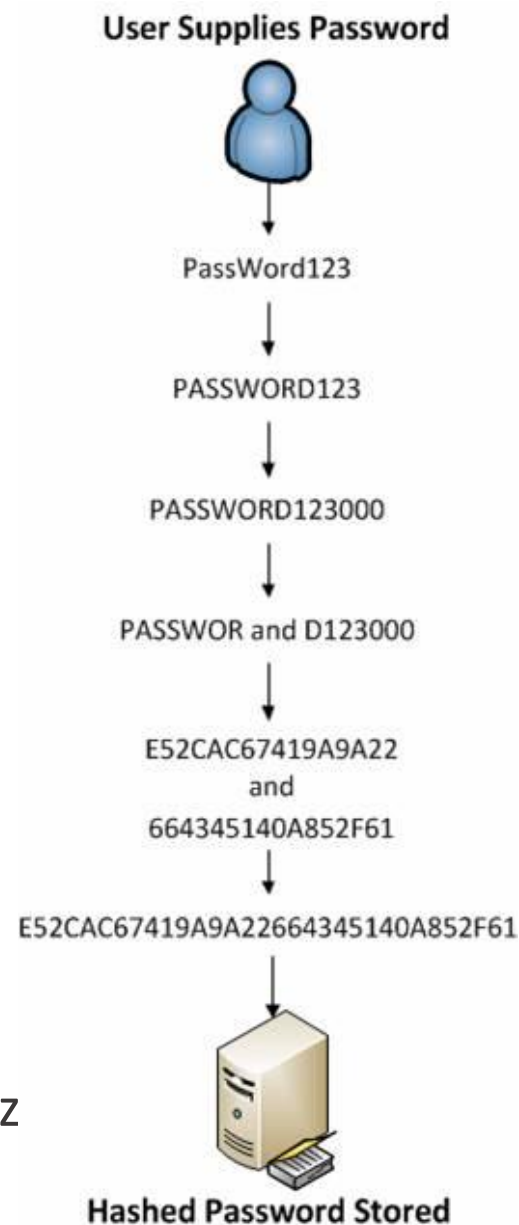 User Supplies Password
PassWord123
PASSWORD123
PASSWORD123000
PASSWOR and D123000
E52CAC67419A9A22
and
664345140A852F61
E52CAC67419A9A22664345140A852F61
Z
Hashed Password Stored